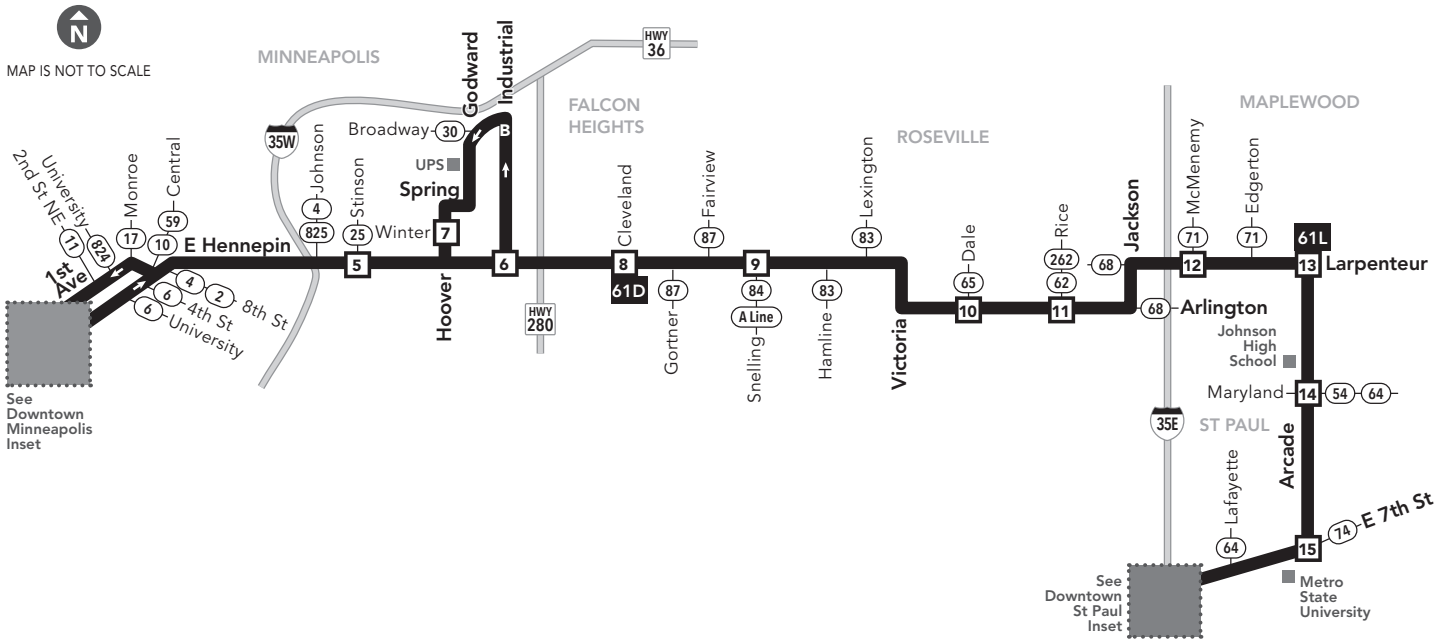 N
MAP IS NOT TO SCALE
MINNEAPOLIS
HWY
36
Godward
Industrial
FALCON
HEIGHTS
ROSEVILLE
MAPLEWOOD
35W
Broadway
30
B
UPS
Spring
Winter
7
Hoover
University
824
2nd St NE
11
Monroe
17
Central
59
10
1st
Ave
E Hennepin
Johnson
4
825
Stinson
25
5
6
HWY
280
Cleveland
8
61D
Fairview
87
87
Gortner
9
84
A Line
Snelling
83
Hamline
Lexington
83
Victoria
Dale
65
10
Rice
262
62
11
Jackson
68
68
Arlington
McMenemy
71
12
Edgerton
71
61L
13
Larpenteur
4
2
8th St
6
4th St
6
University
See
Downtown
Minneapolis
Inset
Johnson
High
School
Maryland
14
54
64
35E
ST PAUL
Arcade
Lafayette
64
15
74
E 7th St
Metro
State
University
See
Downtown
St Paul
Inset